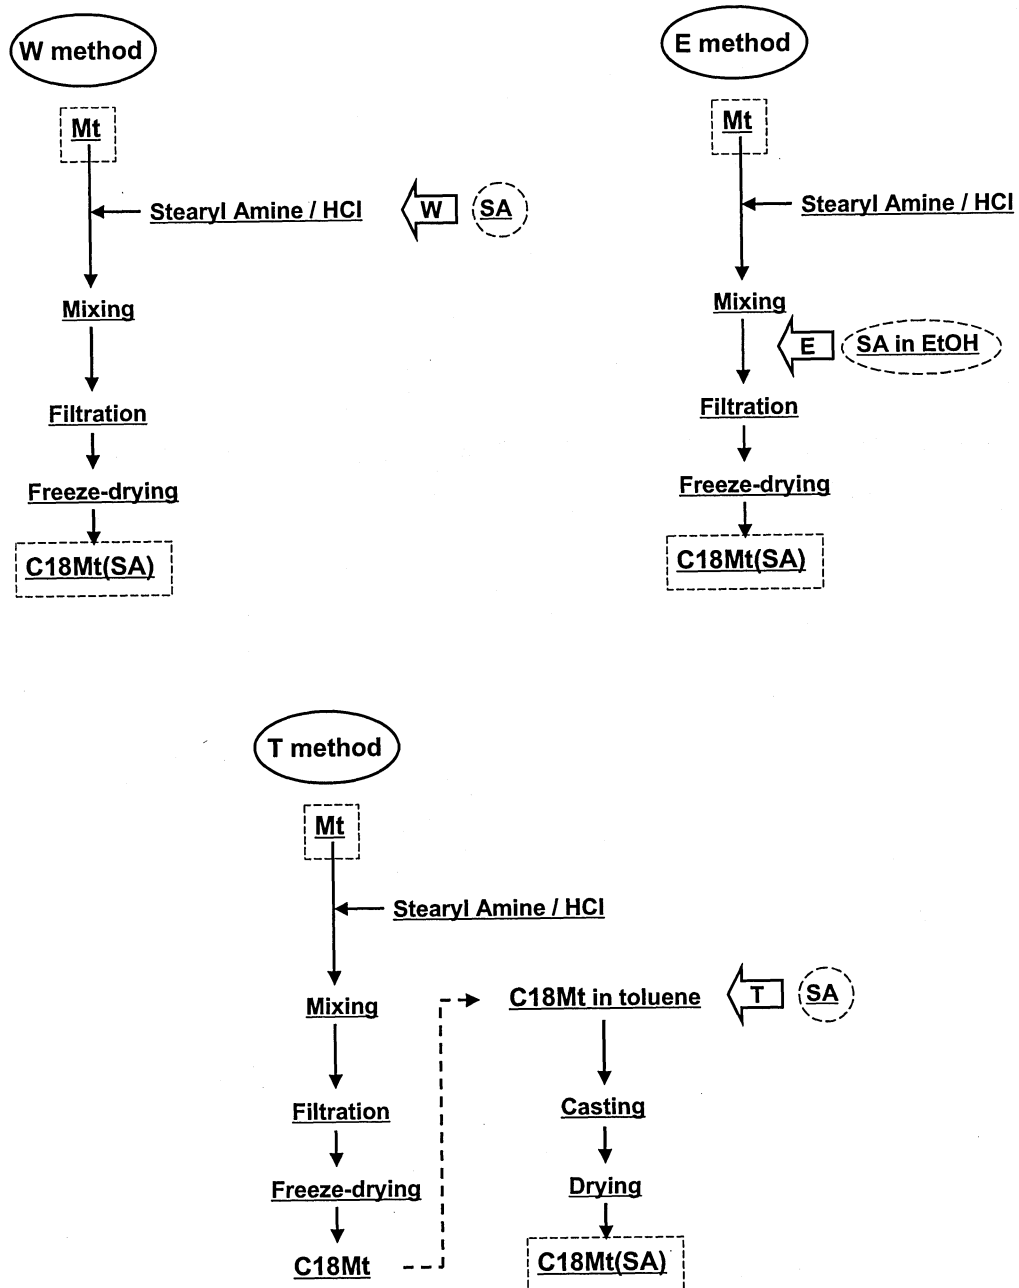 W method
Mt
Stearyl Amine / HCl
W
SA
Mixing
Filtration
Freeze-drying
C18Mt(SA)
E method
Mt
Stearyl Amine / HCl
Mixing
E
SA in EtOH
Filtration
Freeze-drying
C18Mt(SA)
T method
Mt
Stearyl Amine / HCl
Mixing
Filtration
Freeze-drying
C18Mt
C18Mt in toluene
T
SA
Casting
Drying
C18Mt(SA)